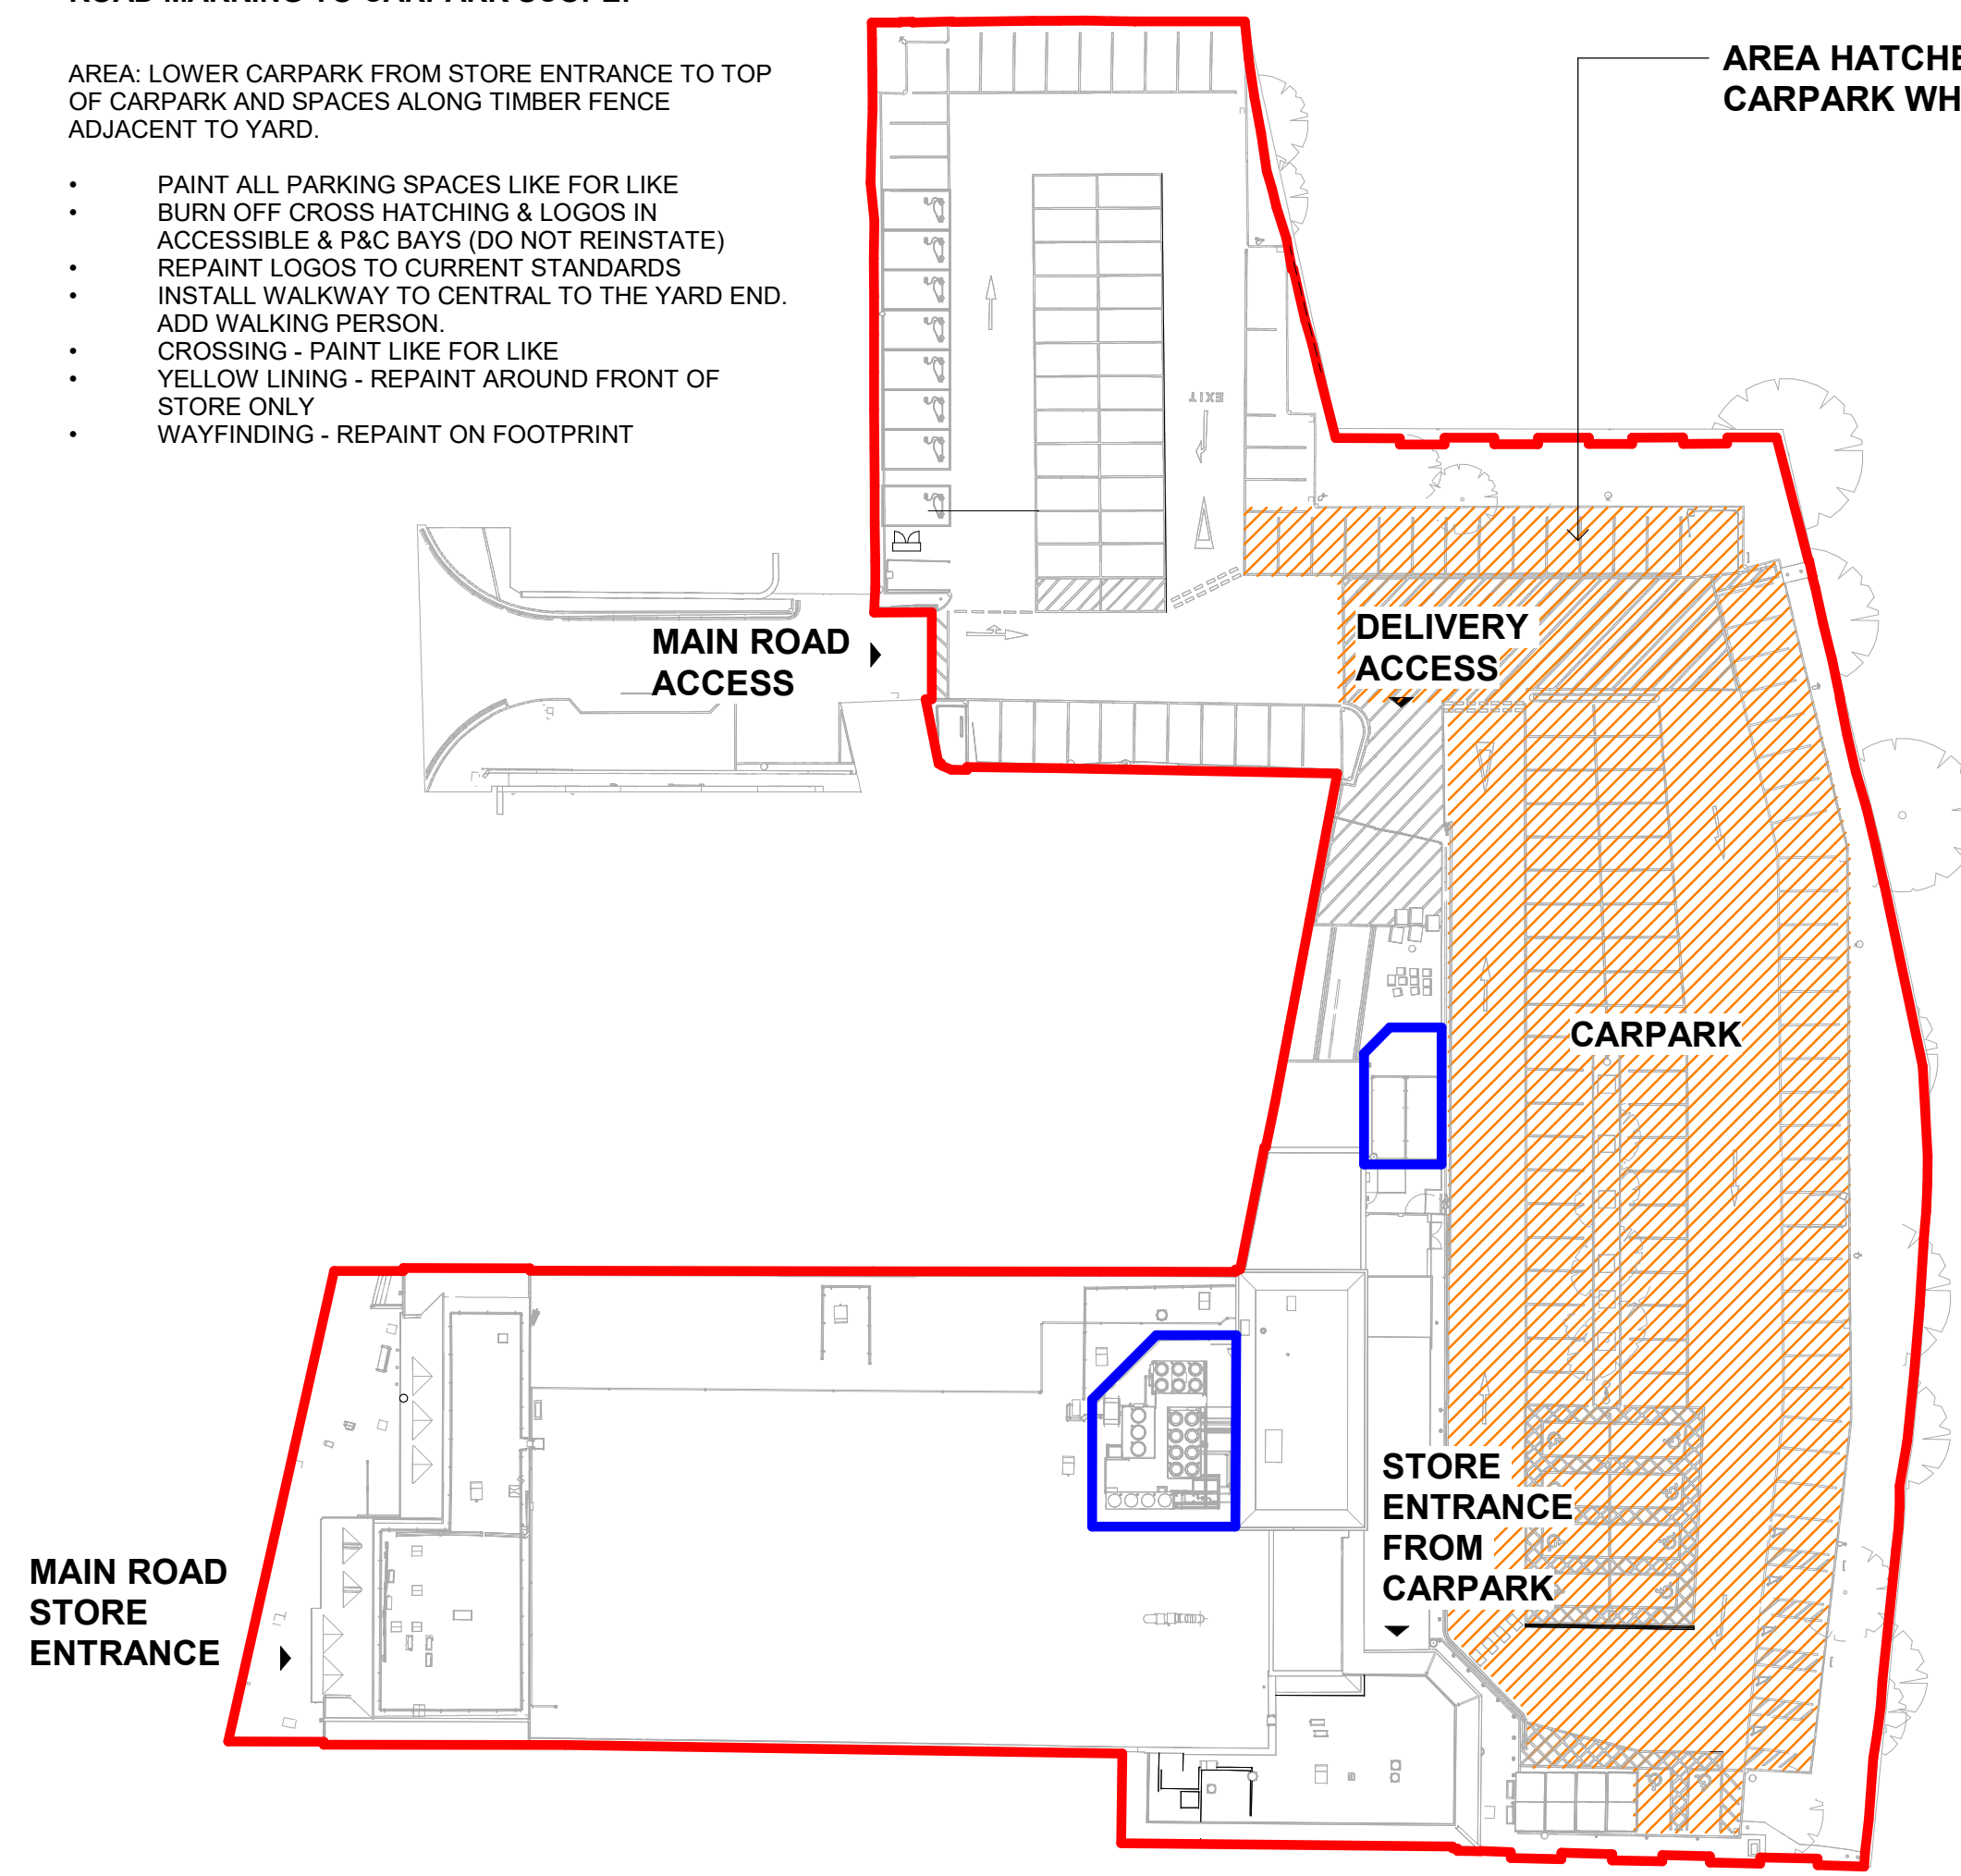 AREA: LOWER CARPARK FROM STORE ENTRANCE TO TOP
OF CARPARK AND SPACES ALONG TIMBER FENCE
ADJACENT TO YARD.
• PAINT ALL PARKING SPACES LIKE FOR LIKE
• BURN OFF CROSS HATCHING & LOGOS IN
ACCESSIBLE & P&C BAYS (DO NOT REINSTATE)
• REPAINT LOGOS TO CURRENT STANDARDS
• INSTALL WALKWAY TO CENTRAL TO THE YARD END.
ADD WALKING PERSON.
• CROSSING - PAINT LIKE FOR LIKE
• YELLOW LINING - REPAINT AROUND FRONT OF
STORE ONLY
• WAYFINDING - REPAINT ON FOOTPRINT
AREA HATCHE
CARPARK WH
EXIT
MAIN ROAD
ACCESS
DELIVERY
ACCESS
CARPARK
STORE
ENTRANCE
FROM
CARPARK
MAIN ROAD
STORE
ENTRANCE